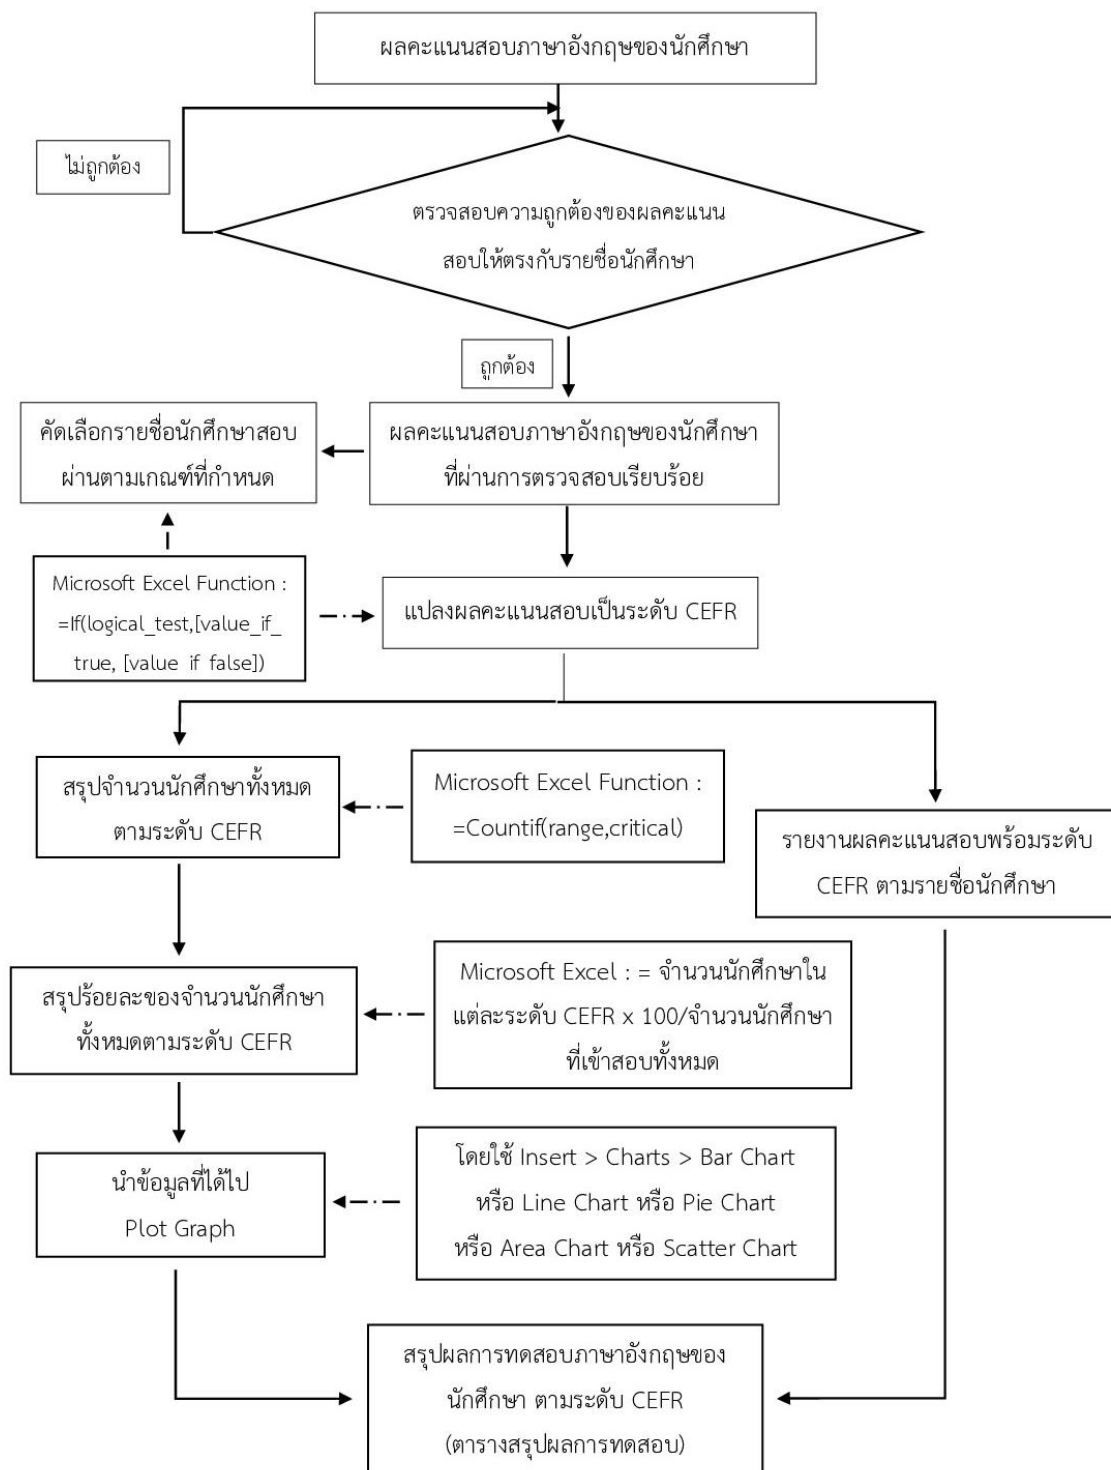 ผลคะแนนสอบภาษาอังกฤษของนักศึกษา
ไม่ถูกต้อง
ตรวจสอบความถูกต้องของผลคะแนน
สอบให้ตรงกับรายชื่อนักศึกษา
ถูกต้อง
คัดเลือกรายชื่อนักศึกษาสอบ
ผ่านตามเกณฑ์ที่กำหนด
ผลคะแนนสอบภาษาอังกฤษของนักศึกษา
ที่ผ่านการตรวจสอบเรียบร้อย
Microsoft Excel Function :
=If(logical_test,[value_if_
true, [value if false])
แปลงผลคะแนนสอบเป็นระดับ CEFR
สรุปจำนวนนักศึกษาทั้งหมด
ตามระดับ CEFR
Microsoft Excel Function :
=Countif(range,critical)
รายงานผลคะแนนสอบพร้อมระดับ
CEFR ตามรายชื่อนักศึกษา
สรุปร้อยละของจำนวนนักศึกษา
ทั้งหมดตามระดับ CEFR
Microsoft Excel : = จำนวนนักศึกษาใน
แต่ละระดับ CEFR x 100/จำนวนนักศึกษา
ที่เข้าสอบทั้งหมด
นำข้อมูลที่ได้ไป
Plot Graph
โดยใช้ Insert > Charts > Bar Chart
หรือ Line Chart หรือ Pie Chart
หรือ Area Chart หรือ Scatter Chart
สรุปผลการทดสอบภาษาอังกฤษของ
นักศึกษา ตามระดับ CEFR
(ตารางสรุปผลการทดสอบ)